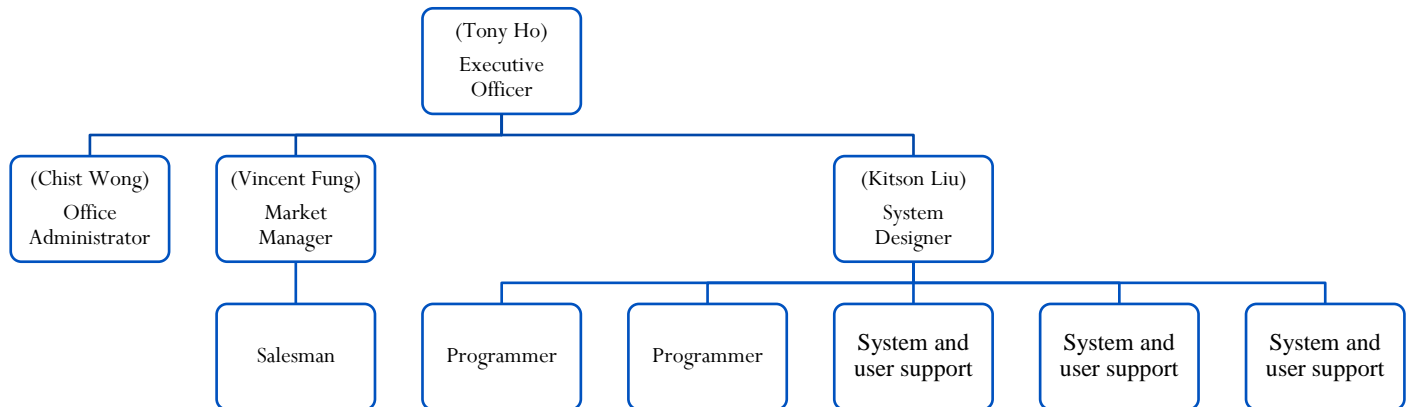 (Tony Ho)
Executive
Officer
(Chist Wong)
Office
Administrator
(Vincent Fung)
Market
Manager
(Kitson Liu)
System
Designer
Salesman
Programmer
Programmer
System and
user support
System and
user support
System and
user support